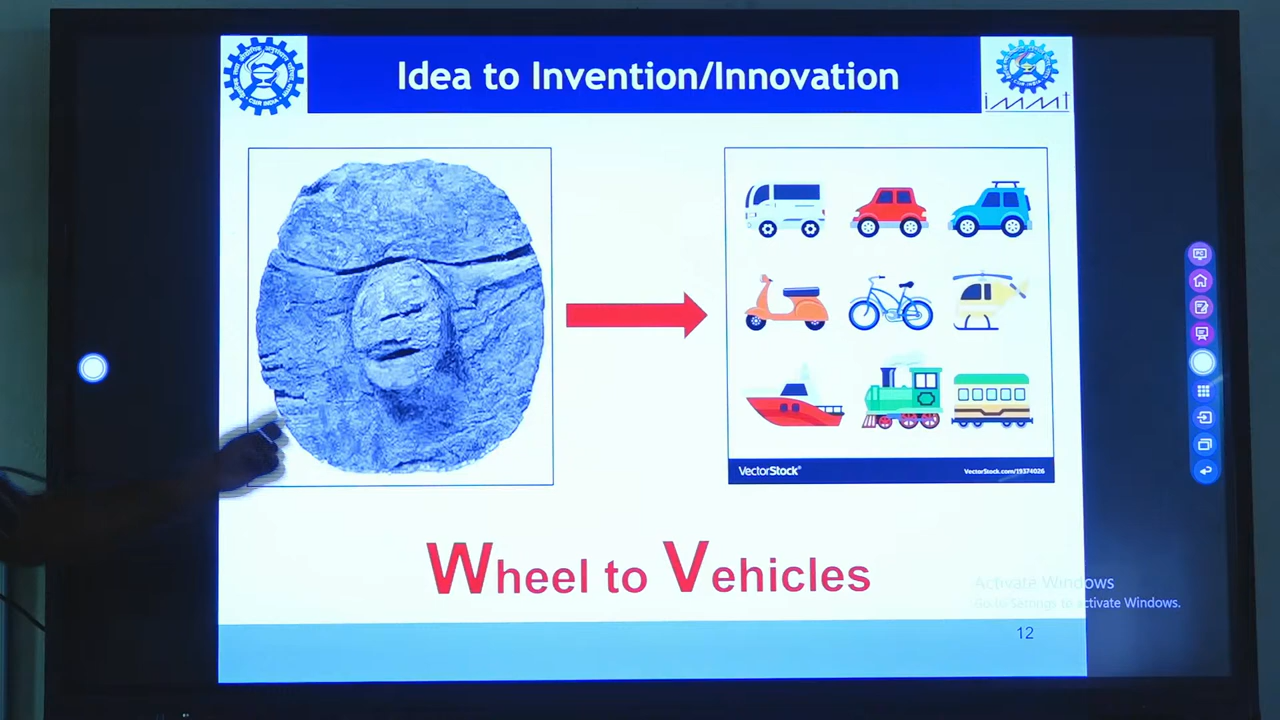 Idea to Invention/Innovation
immt
VectorStock®
VectorStock.com/19374026
Wheel to Vehicles
Activate Windows
Go to Settings to activate Windows.
12